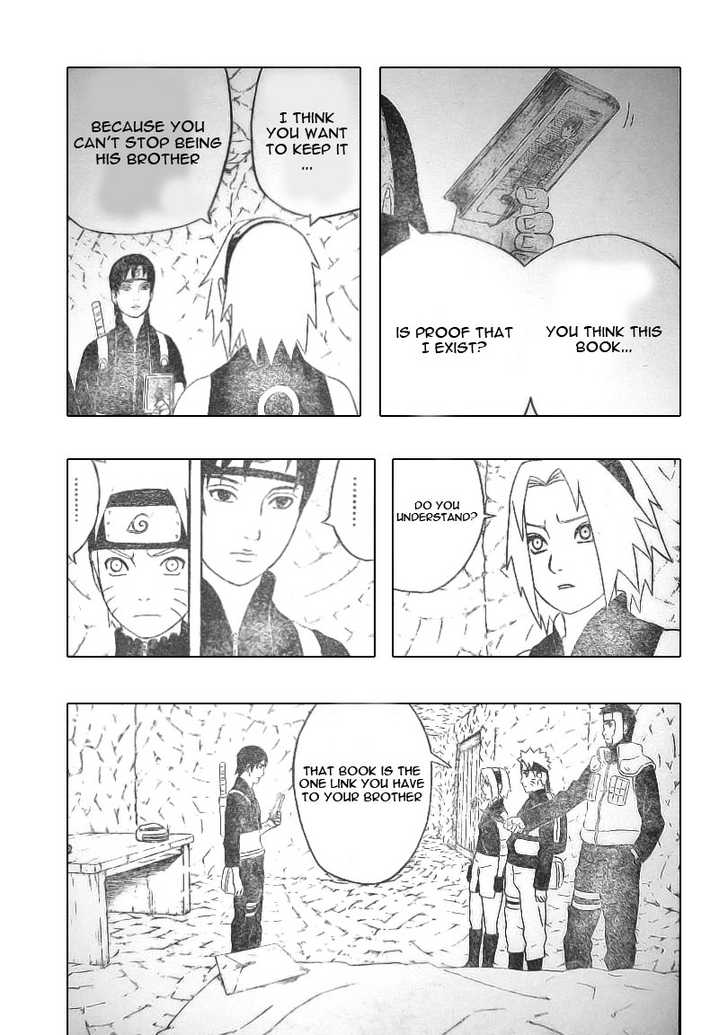 YOU THINK THIS
BOOK...
IS PROOF THAT
I EXIST?
I THINK
YOU WANT
TO KEEP IT
...
BECAUSE YOU
CAN'T STOP BEING
HIS BROTHER
DO YOU
UNDERSTAND?
.........
.........
THAT BOOK IS THE
ONE LINK YOU HAVE
TO YOUR BROTHER